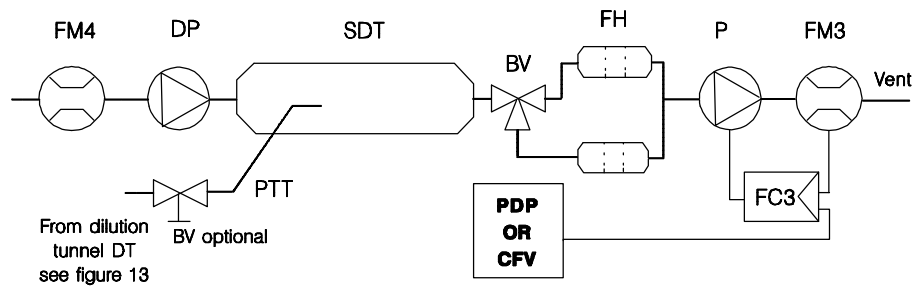 FM4
DP
SDT
BV
FH
P
FM3
Vent
PTT
BV optional
From dilution
tunnel DT
see figure 13
PDP
OR
CFV
FC3